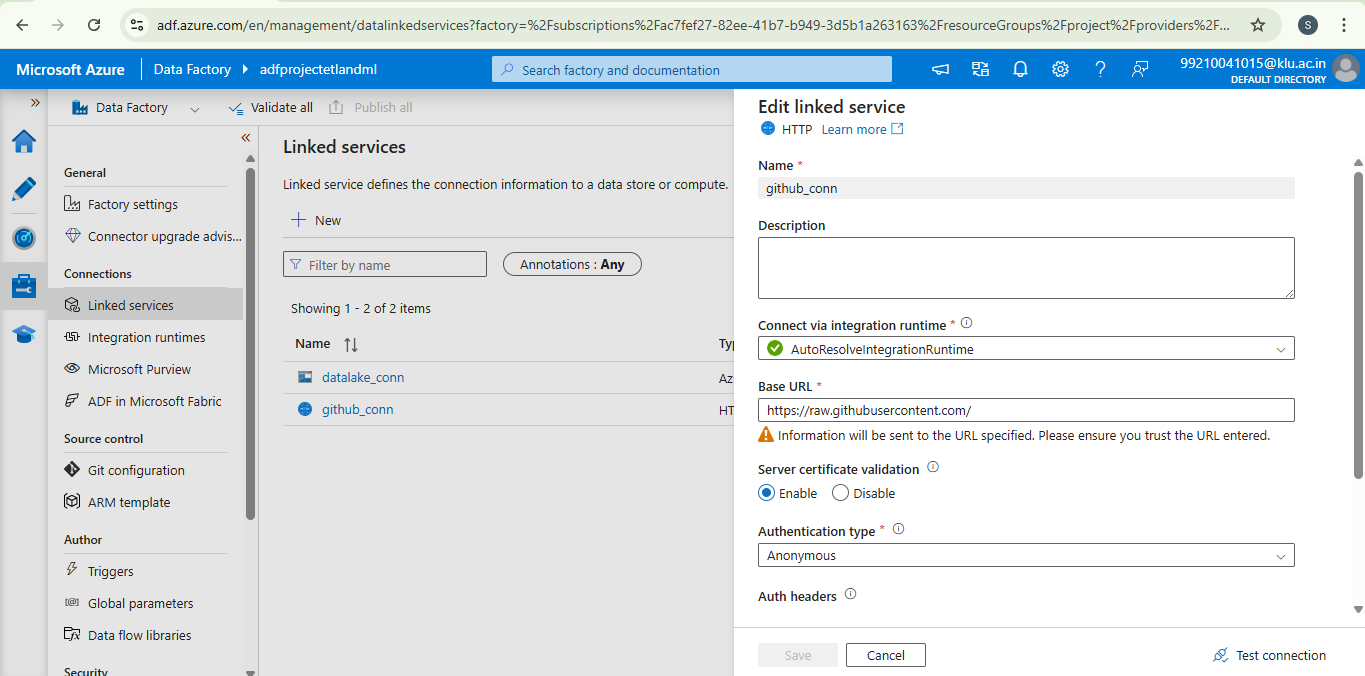 adf.azure.com/en/management/datalinkedservices?factory=%2Fsubscriptions%2Fac7fef27-82ee-41b7-b949-3d5b1a263163%2FresourceGroups%2Fproject%2Fproviders%2F...
S
Microsoft Azure
Data Factory
adfprojectetlandml
Search factory and documentation
99210041015@klu.ac.in
DEFAULT DIRECTORY
Data Factory
Validate all
Publish all
General
Factory settings
Connector upgrade advis...
Connections
Linked services
Integration runtimes
Microsoft Purview
ADF in Microsoft Fabric
Source control
Git configuration
ARM template
Author
Triggers
Global parameters
Data flow libraries
Security
Linked services
Linked service defines the connection information to a data store or compute.
New
Filter by name
Annotations : Any
Showing 1 - 2 of 2 items
Name
Typ
datalake_conn
Az
github_conn
HT
Edit linked service
HTTP Learn more
Name *
github_conn
Description
Connect via integration runtime *
AutoResolveIntegrationRuntime
Base URL *
https://raw.githubusercontent.com/
Information will be sent to the URL specified. Please ensure you trust the URL entered.
Server certificate validation
Enable Disable
Authentication type *
Anonymous
Auth headers
Save
Cancel
Test connection